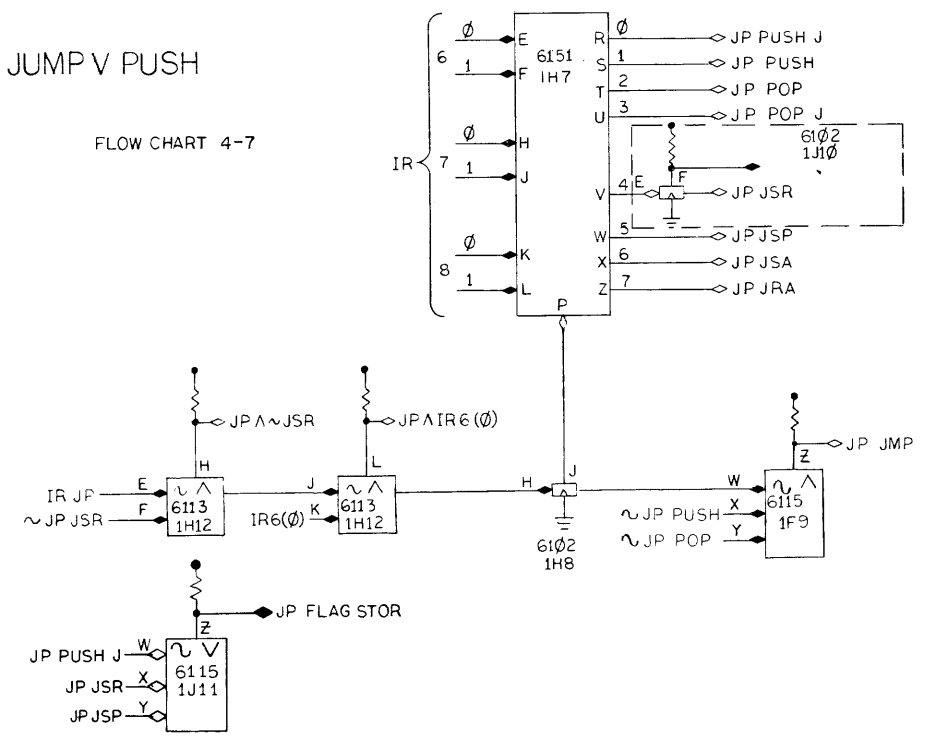 JUMP V PUSH
FLOW CHART 4-7
IR
6
Ø
E
1
F
7
Ø
H
1
J
8
Ø
K
1
L
6151
1H7
P
R Ø JP PUSH J
S 1 JP PUSH
T 2 JP POP
U 3 JP POP J
61Ø2
1J1Ø
V 4 E F JP JSR
W 5 JP JSP
X 6 JP JSA
Z 7 JP JRA
JP Λ ~JSR
H
IR JP E
~JP JSR F
~ Λ
6113
1H12
JP Λ IR6(Ø)
L
J
IR6(Ø) K
~ Λ
6113
1H12
H
J
61Ø2
1H8
JP JMP
Z
W
~JP PUSH X
~JP POP Y
~ Λ
6115
1F9
JP FLAG STOR
Z
JP PUSH J W
JP JSR X
JP JSP Y
~ V
6115
1J11